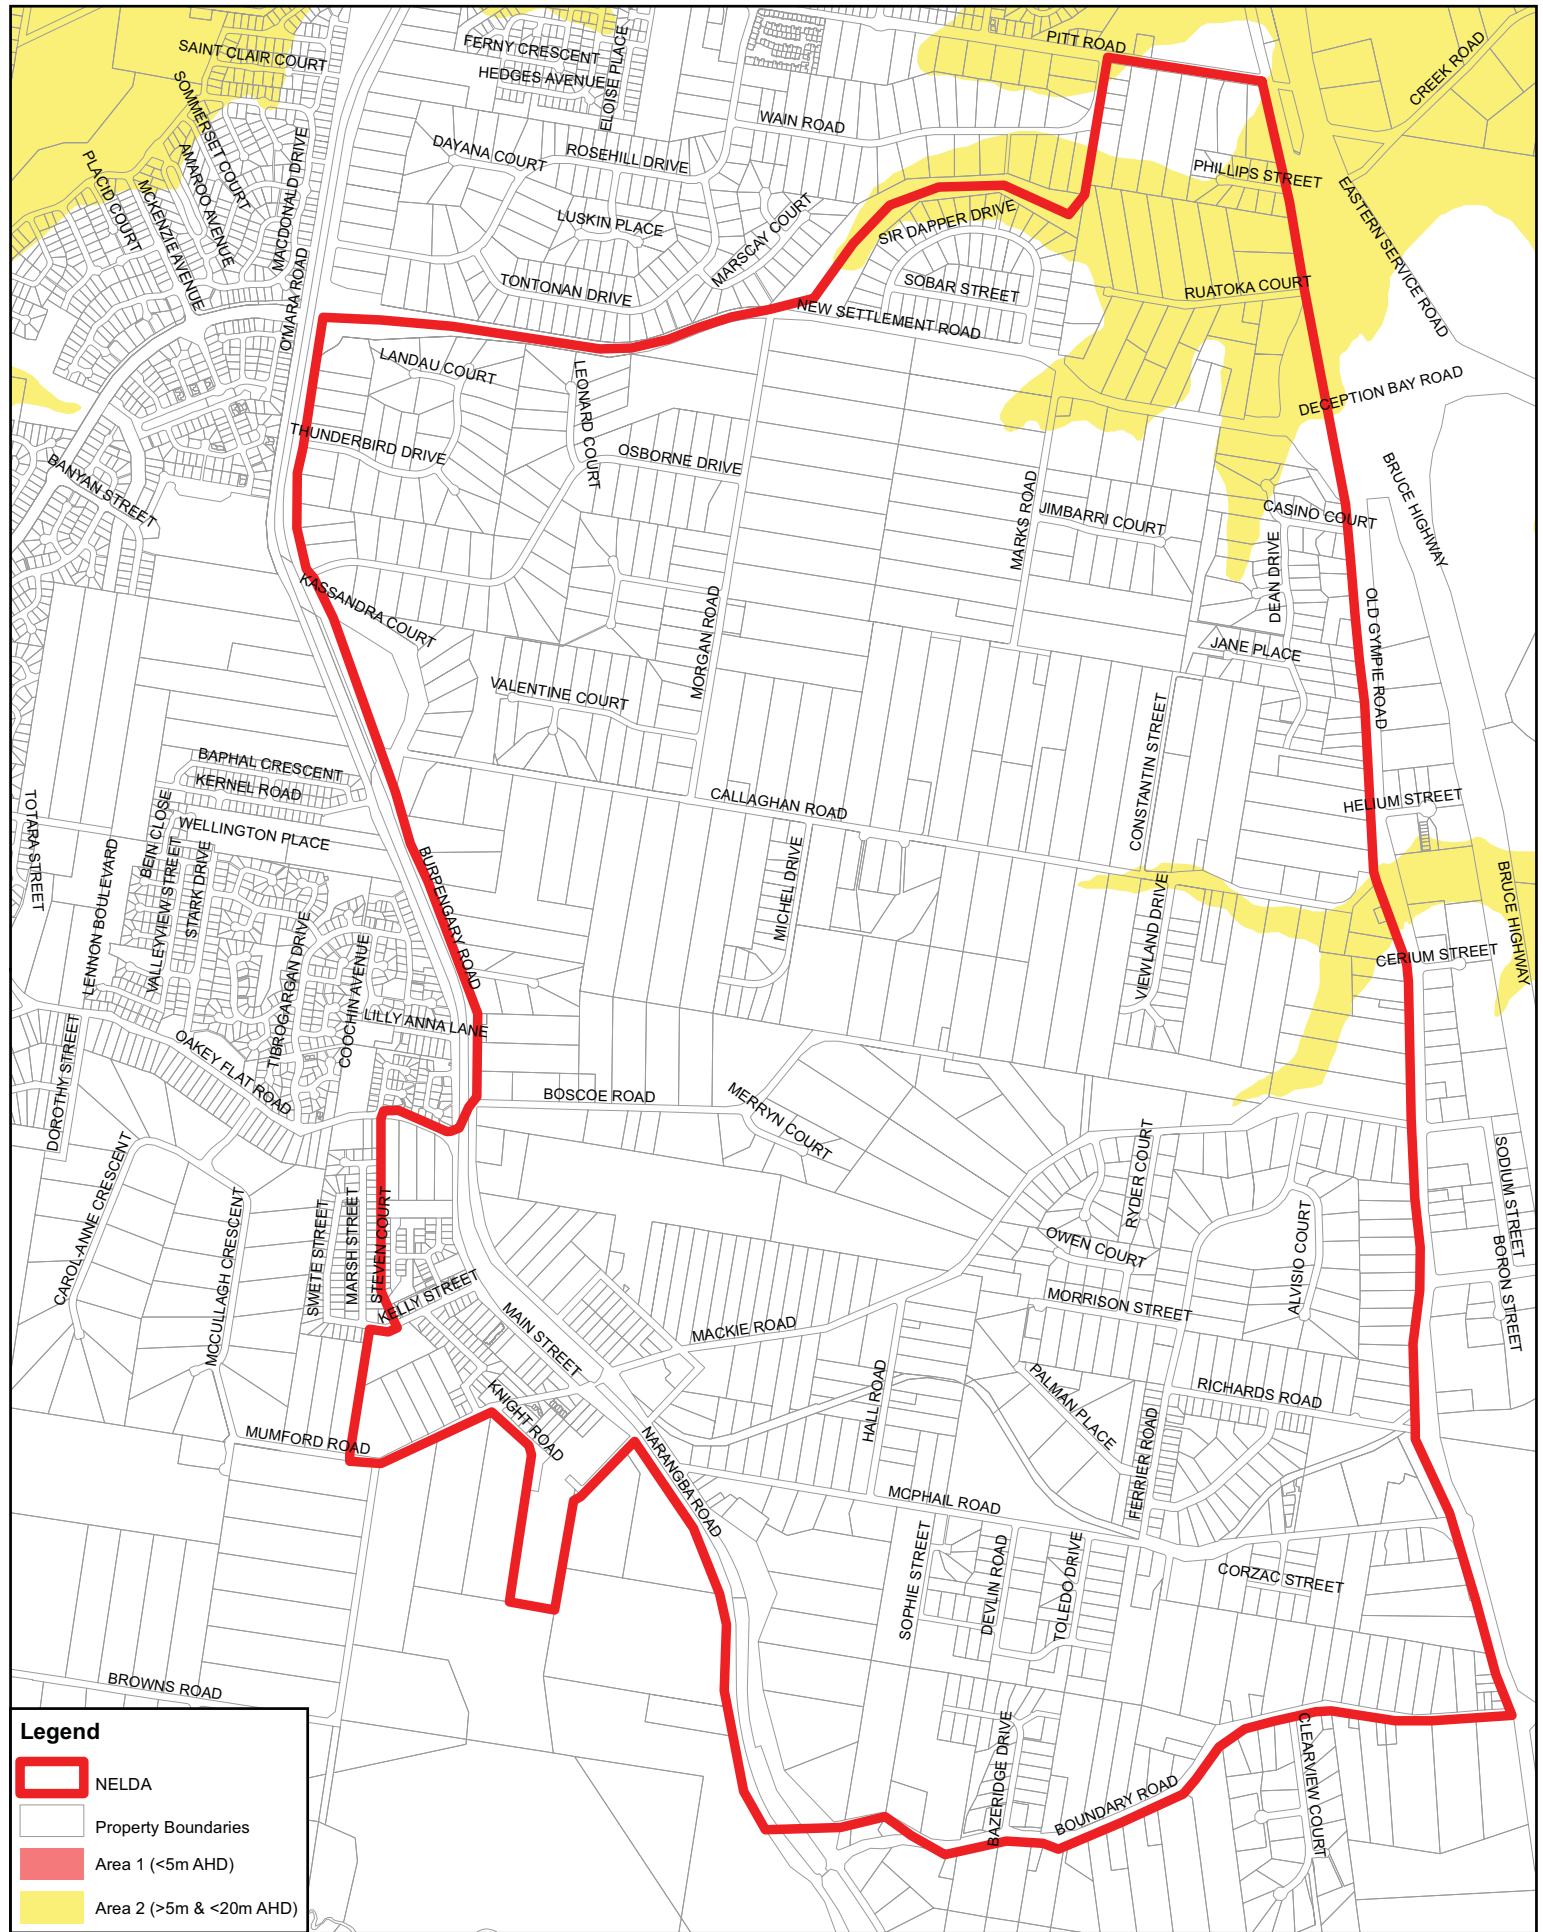 PITT ROAD
SAINT CLAIR COURT
FERNY CRESCENT
HEDGES AVENUE
ELOISE PLACE
CREEK ROAD
SOMMERSET COURT
WAIN ROAD
AMAROO AVENUE
MACDONALD DRIVE
DAYANA COURT
ROSEHILL DRIVE
PLACID COURT
MCKENZIE AVENUE
PHILLIPS STREET
LUSKIN PLACE
MARSCAY COURT
SIR DAPPER DRIVE
EASTERN SERVICE ROAD
O'MARA ROAD
TONTONAN DRIVE
SOBAR STREET
RUATOKA COURT
NEW SETTLEMENT ROAD
LANDAU COURT
LEONARD COURT
DECEPTION BAY ROAD
THUNDERBIRD DRIVE
OSBORNE DRIVE
BANYAN STREET
MARKS ROAD
JIMBARRI COURT
CASINO COURT
BRUCE HIGHWAY
DEAN DRIVE
KASSANDRA COURT
MORGAN ROAD
OLD GYMPIE ROAD
JANE PLACE
VALENTINE COURT
CONSTANTIN STREET
BAPHAL CRESCENT
KERNEL ROAD
TOTARA STREET
BEIN CLOSE
WELLINGTON PLACE
CALLAGHAN ROAD
HELIUM STREET
LENNON BOULEVARD
VALLEYVIEW STREET
STARK DRIVE
BURPENGARY ROAD
MICHEL DRIVE
VIEWLAND DRIVE
BRUCE HIGHWAY
TIBROGARGAN DRIVE
COOCHIN AVENUE
CERIUM STREET
LILLY ANNA LANE
DOROTHY STREET
OAKEY FLAT ROAD
BOSCOE ROAD
MERRYN COURT
CAROL-ANNE CRESCENT
RYDER COURT
SODIUM STREET
MCCULLAGH CRESCENT
SWETE STREET
MARSH STREET
STEVEN COURT
OWEN COURT
ALVISIO COURT
BORON STREET
KELLY STREET
MAIN STREET
MORRISON STREET
MACKIE ROAD
HALL ROAD
PALMAN PLACE
RICHARDS ROAD
KNIGHT ROAD
MUMFORD ROAD
NARANGBA ROAD
FERRIER ROAD
MCPHAIL ROAD
SOPHIE STREET
DEVLIN ROAD
TOLEDO DRIVE
CORZAC STREET
BROWNS ROAD
BAZERIDGE DRIVE
BOUNDARY ROAD
CLEARVIEW COURT
Legend
NELDA
Property Boundaries
Area 1 (<5m AHD)
Area 2 (>5m & <20m AHD)